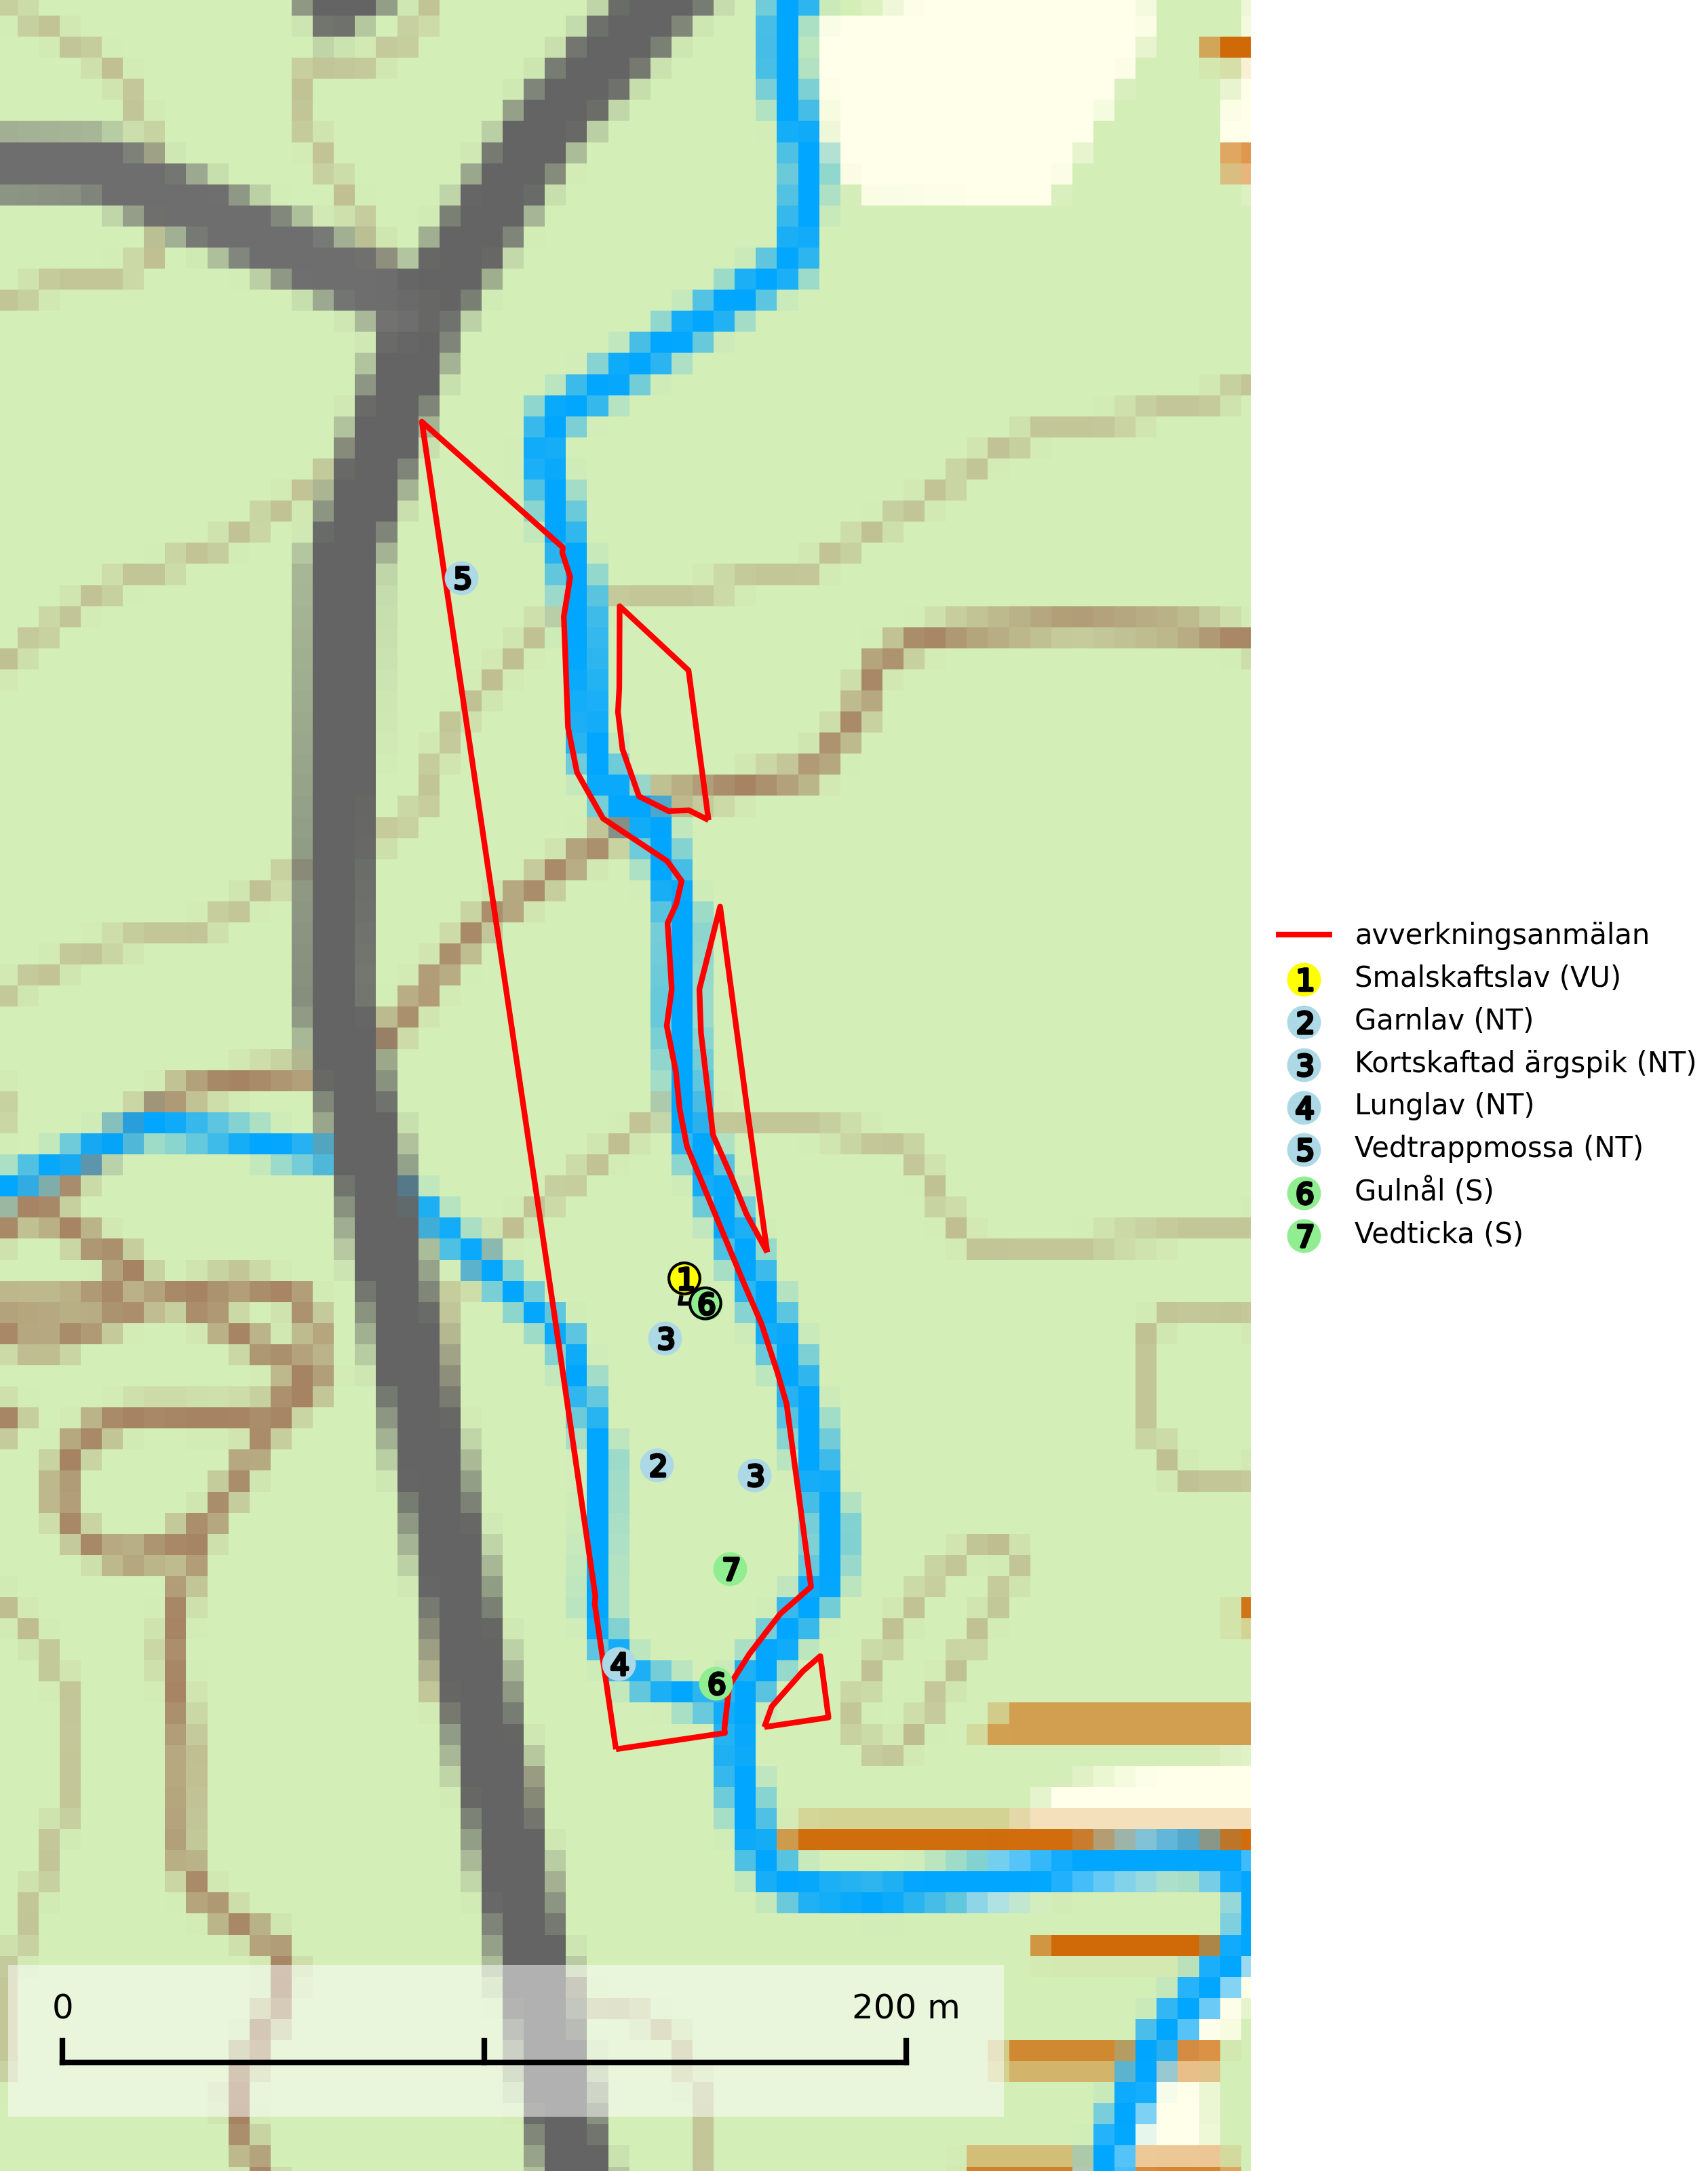 5
1
6
3
2
3
7
4
6
0 200 m
avverkningsanmälan
1 Smalskaftslav (VU)
2 Garnlav (NT)
3 Kortskaftad ärgspik (NT)
4 Lunglav (NT)
5 Vedtrappmossa (NT)
6 Gulnål (S)
7 Vedticka (S)